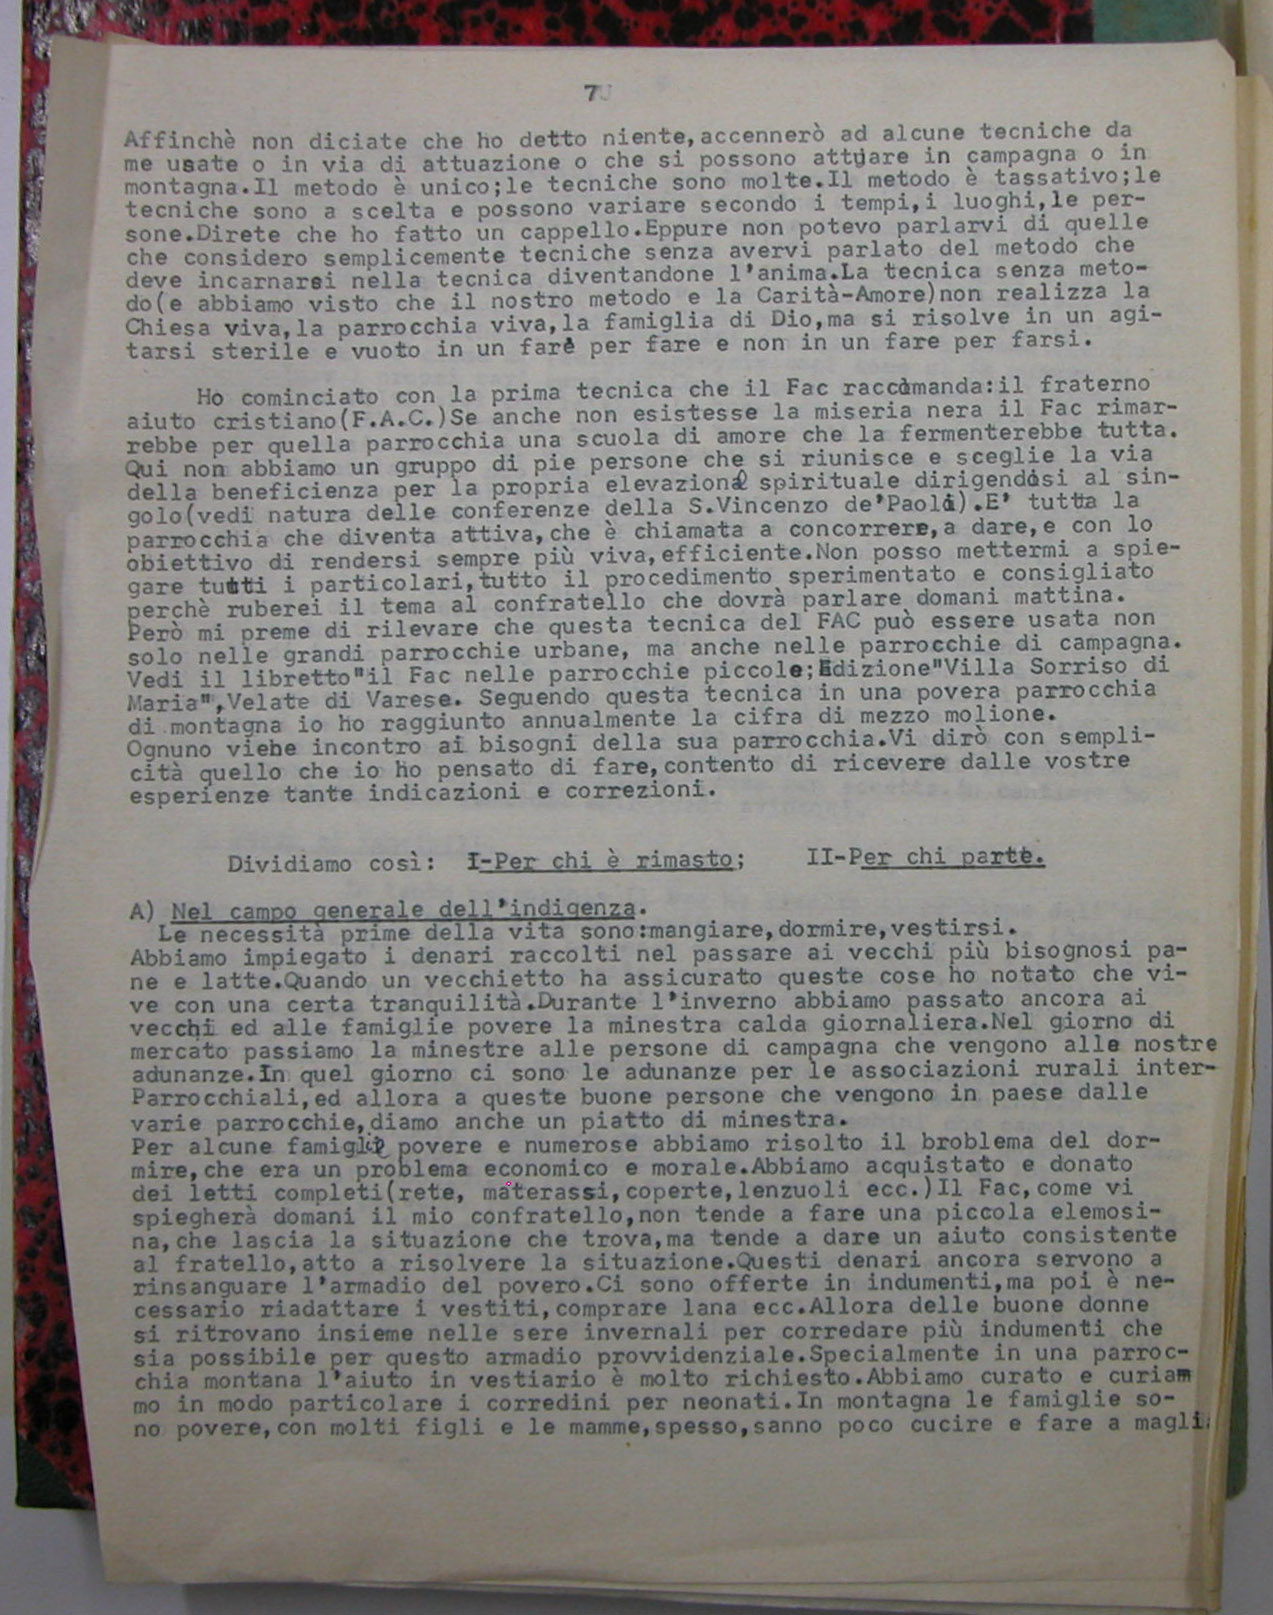 7
Affinchè non diciate che ho detto niente,accennerò ad alcune tecniche da
me usate o in via di attuazione o che si possono attuare in campagna o in
montagna.Il metodo è unico;le tecniche sono molte.Il metodo è tassativo;le
tecniche sono a scelta e possono variare secondo i tempi,i luoghi,le per-
sone.Direte che ho fatto un cappello.Eppure non potevo parlarvi di quelle
che considero semplicemente tecniche senza avervi parlato del metodo che
deve incarnarsi nella tecnica diventandone l'anima.La tecnica senza meto-
do(e abbiamo visto che il nostro metodo e la Carità-Amore)non realizza la
Chiesa viva,la parrocchia viva,la famiglia di Dio,ma si risolve in un agi-
tarsi sterile e vuoto in un fare per fare e non in un fare per farsi.
Ho cominciato con la prima tecnica che il Fac raccomanda:il fraterno
aiuto cristiano(F.A.C.)Se anche non esistesse la miseria nera il Fac rimar-
rebbe per quella parrocchia una scuola di amore che la fermenterebbe tutta.
Qui non abbiamo un gruppo di pie persone che si riunisce e sceglie la via
della beneficienza per la propria elevazione spirituale dirigendosi al sin-
golo(vedi natura delle conferenze della S.Vincenzo de'Paoli).E' tutta la
parrocchia che diventa attiva,che è chiamata a concorrere,a dare,e con lo
obiettivo di rendersi sempre più viva,efficiente.Non posso mettermi a spie-
gare tutti i particolari,tutto il procedimento sperimentato e consigliato
perchè ruberei il tema al confratello che dovrà parlare domani mattina.
Però mi preme di rilevare che questa tecnica del FAC può essere usata non
solo nelle grandi parrocchie urbane, ma anche nelle parrocchie di campagna.
Vedi il libretto"il Fac nelle parrocchie piccole;Edizione"Villa Sorriso di
Maria",Velate di Varese. Seguendo questa tecnica in una povera parrocchia
di montagna io ho raggiunto annualmente la cifra di mezzo molione.
Ognuno viene incontro ai bisogni della sua parrocchia.Vi dirò con sempli-
cità quello che io ho pensato di fare,contento di ricevere dalle vostre
esperienze tante indicazioni e correzioni.
Dividiamo così: I-Per chi è rimasto; II-Per chi parte.
A) Nel campo generale dell'indigenza.
Le necessità prime della vita sono:mangiare,dormire,vestirsi.
Abbiamo impiegato i denari raccolti nel passare ai vecchi più bisognosi pa-
ne e latte.Quando un vecchietto ha assicurato queste cose ho notato che vi-
ve con una certa tranquilità.Durante l'inverno abbiamo passato ancora ai
vecchi ed alle famiglie povere la minestra calda giornaliera.Nel giorno di
mercato passiamo la minestre alle persone di campagna che vengono alle nostre
adunanze.In quel giorno ci sono le adunanze per le associazioni rurali inter-
Parrocchiali,ed allora a queste buone persone che vengono in paese dalle
varie parrocchie,diamo anche un piatto di minestra.
Per alcune famiglie povere e numerose abbiamo risolto il broblema del dor-
mire,che era un problema economico e morale.Abbiamo acquistato e donato
dei letti completi(rete, materassi,coperte,lenzuoli ecc.)Il Fac,come vi
spiegherà domani il mio confratello,non tende a fare una piccola elemosi-
na,che lascia la situazione che trova,ma tende a dare un aiuto consistente
al fratello,atto a risolvere la situazione.Questi denari ancora servono a
rinsanguare l'armadio del povero.Ci sono offerte in indumenti,ma poi è ne-
cessario riadattare i vestiti,comprare lana ecc.Allora delle buone donne
si ritrovano insieme nelle sere invernali per corredare più indumenti che
sia possibile per questo armadio provvidenziale.Specialmente in una parroc-
chia montana l'aiuto in vestiario è molto richiesto.Abbiamo curato e curiam
mo in modo particolare i corredini per neonati.In montagna le famiglie so-
no povere,con molti figli e le mamme,spesso,sanno poco cucire e fare a maglia